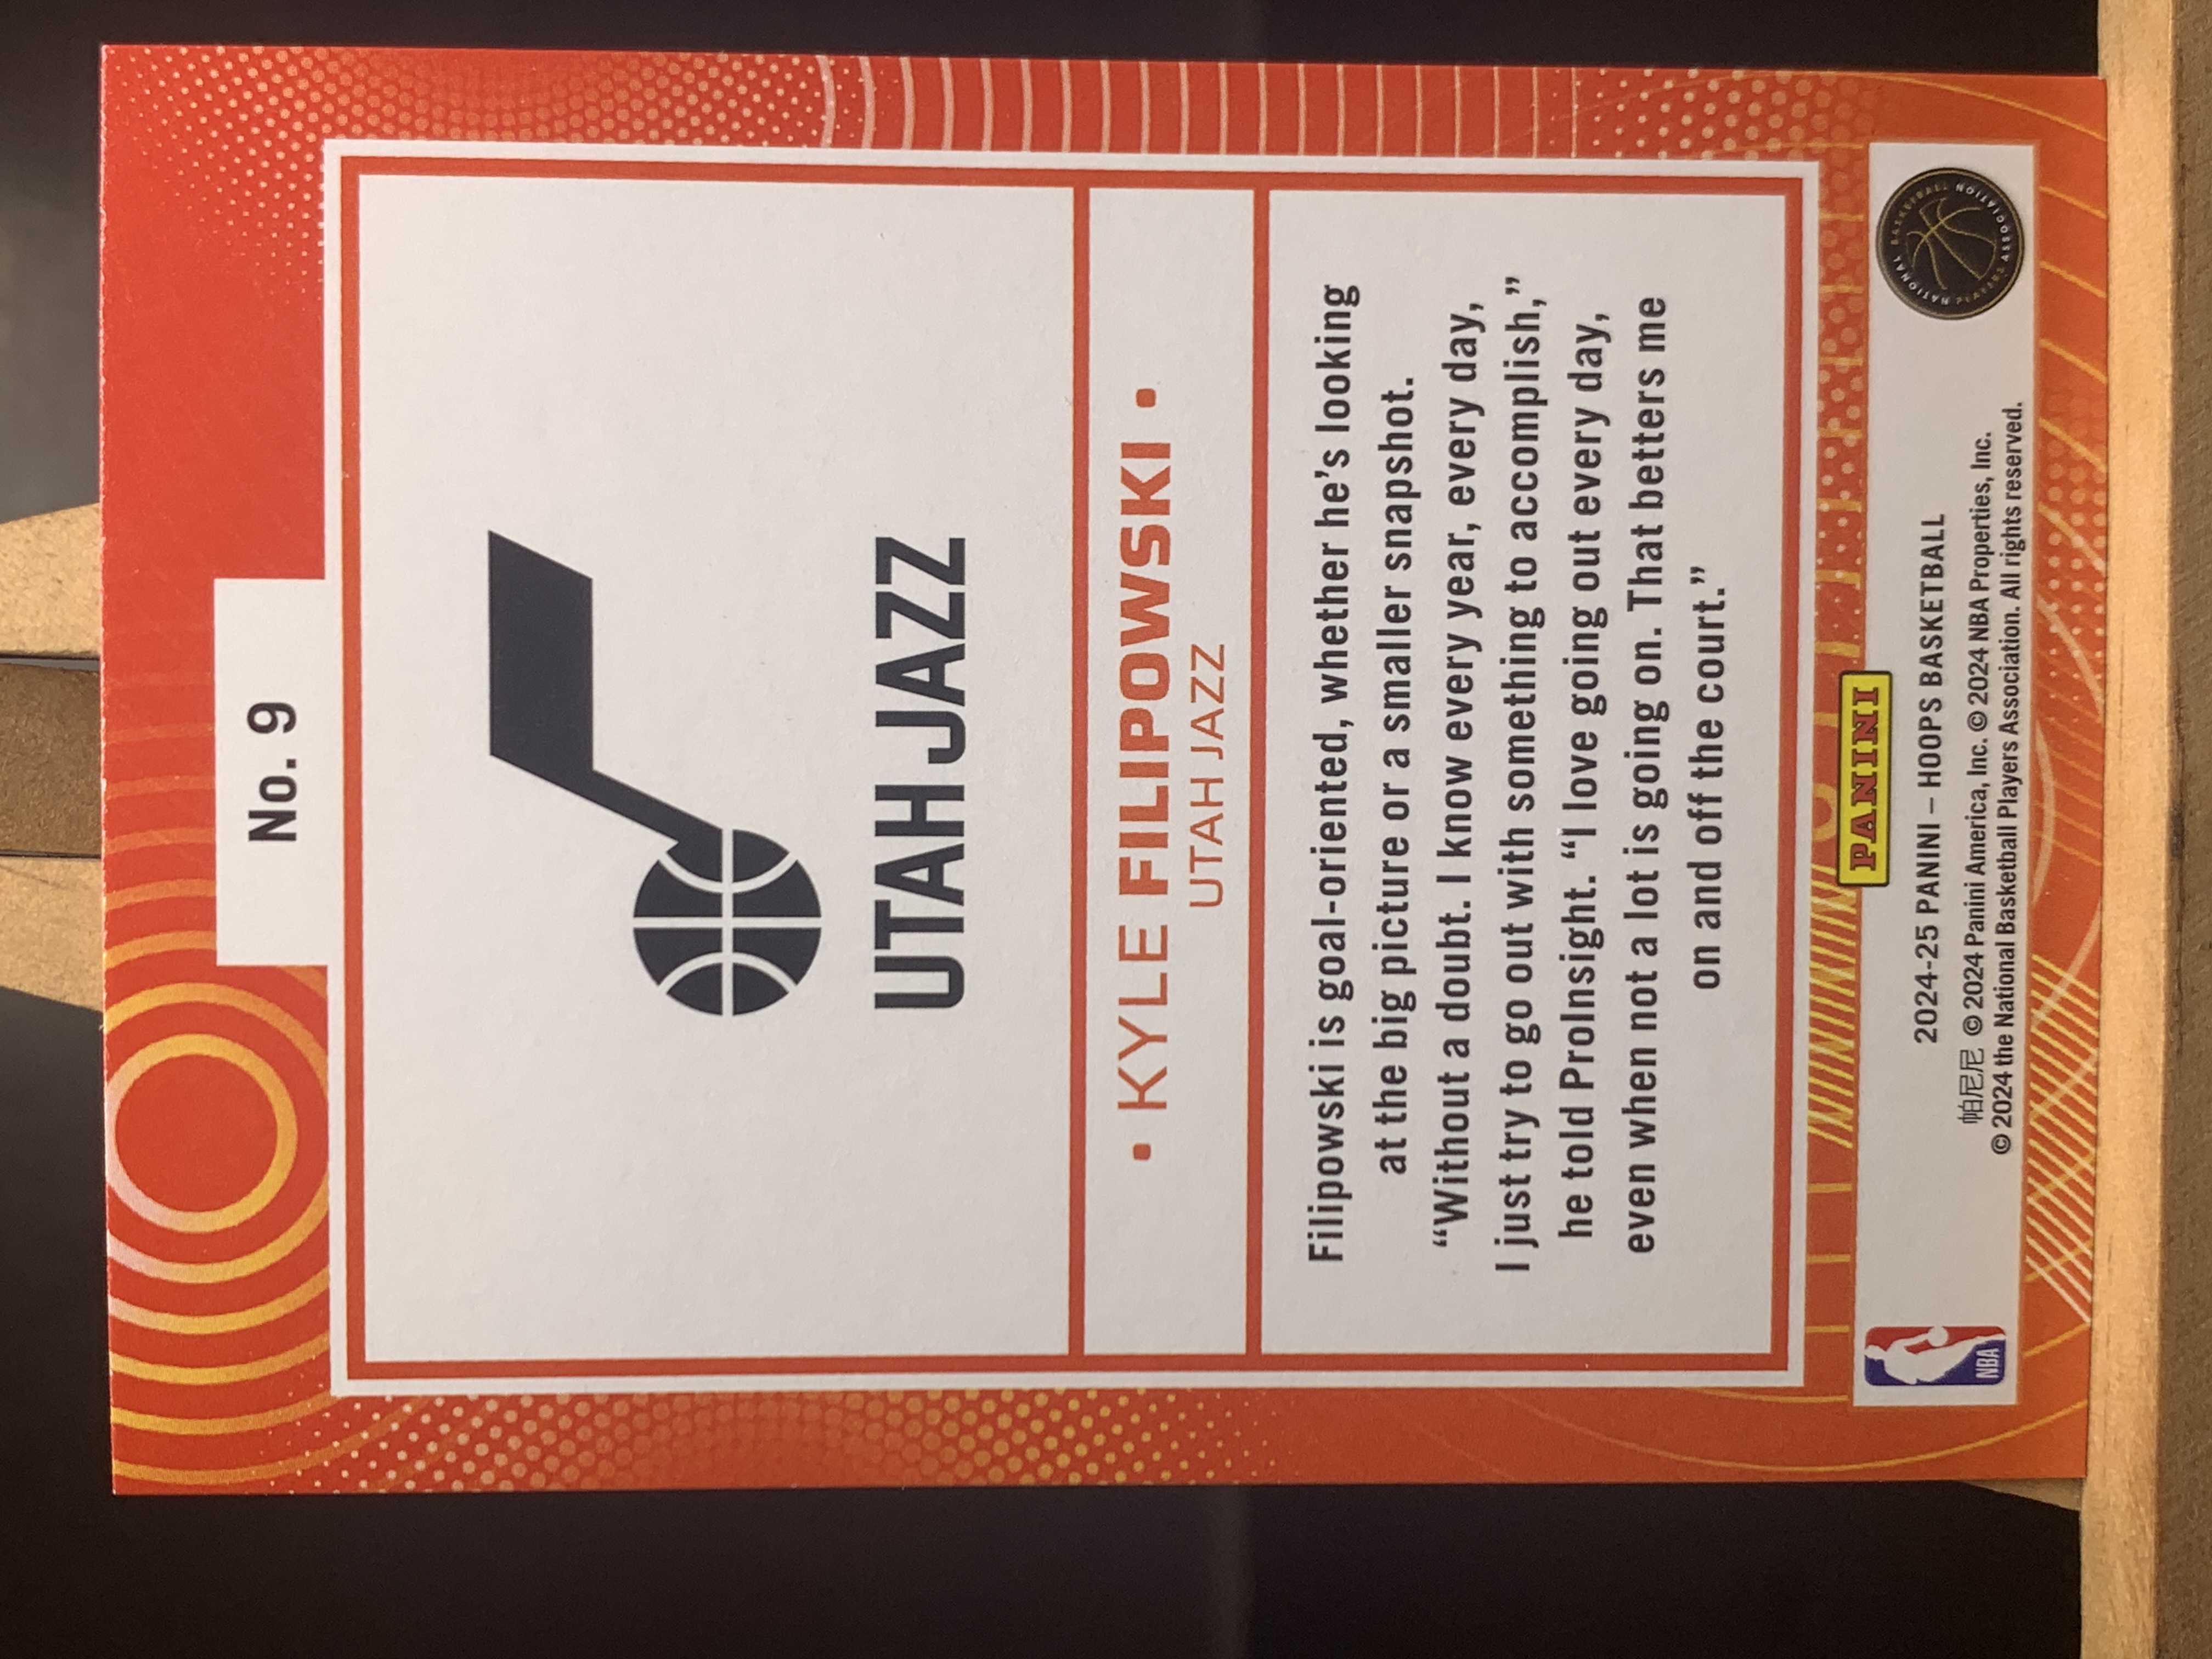 No. 9
UTAH JAZZ
• KYLE FILIPOWSKI •
UTAH JAZZ
Filipowski is goal-oriented, whether he's looking
at the big picture or a smaller snapshot.
“Without a doubt. I know every year, every day,
I just try to go out with something to accomplish,”
he told ProInsight. “I love going out every day,
even when not a lot is going on. That betters me
on and off the court.”
PANINI
2024-25 PANINI – HOOPS BASKETBALL
帕尼尼 © 2024 Panini America, Inc. © 2024 NBA Properties, Inc.
© 2024 the National Basketball Players Association. All rights reserved.
NBA
NATIONAL BASKETBALL
PLAYERS ASSOCIATION